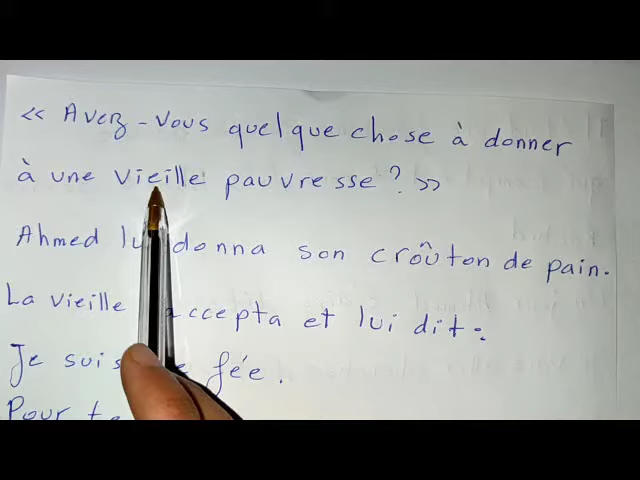 « Avez-vous quelque chose à donner
à une vieille pauvresse ? »
Ahmed donna son croûton de pain.
La vieille accepta et lui dit :
Je suis fée.
Pour